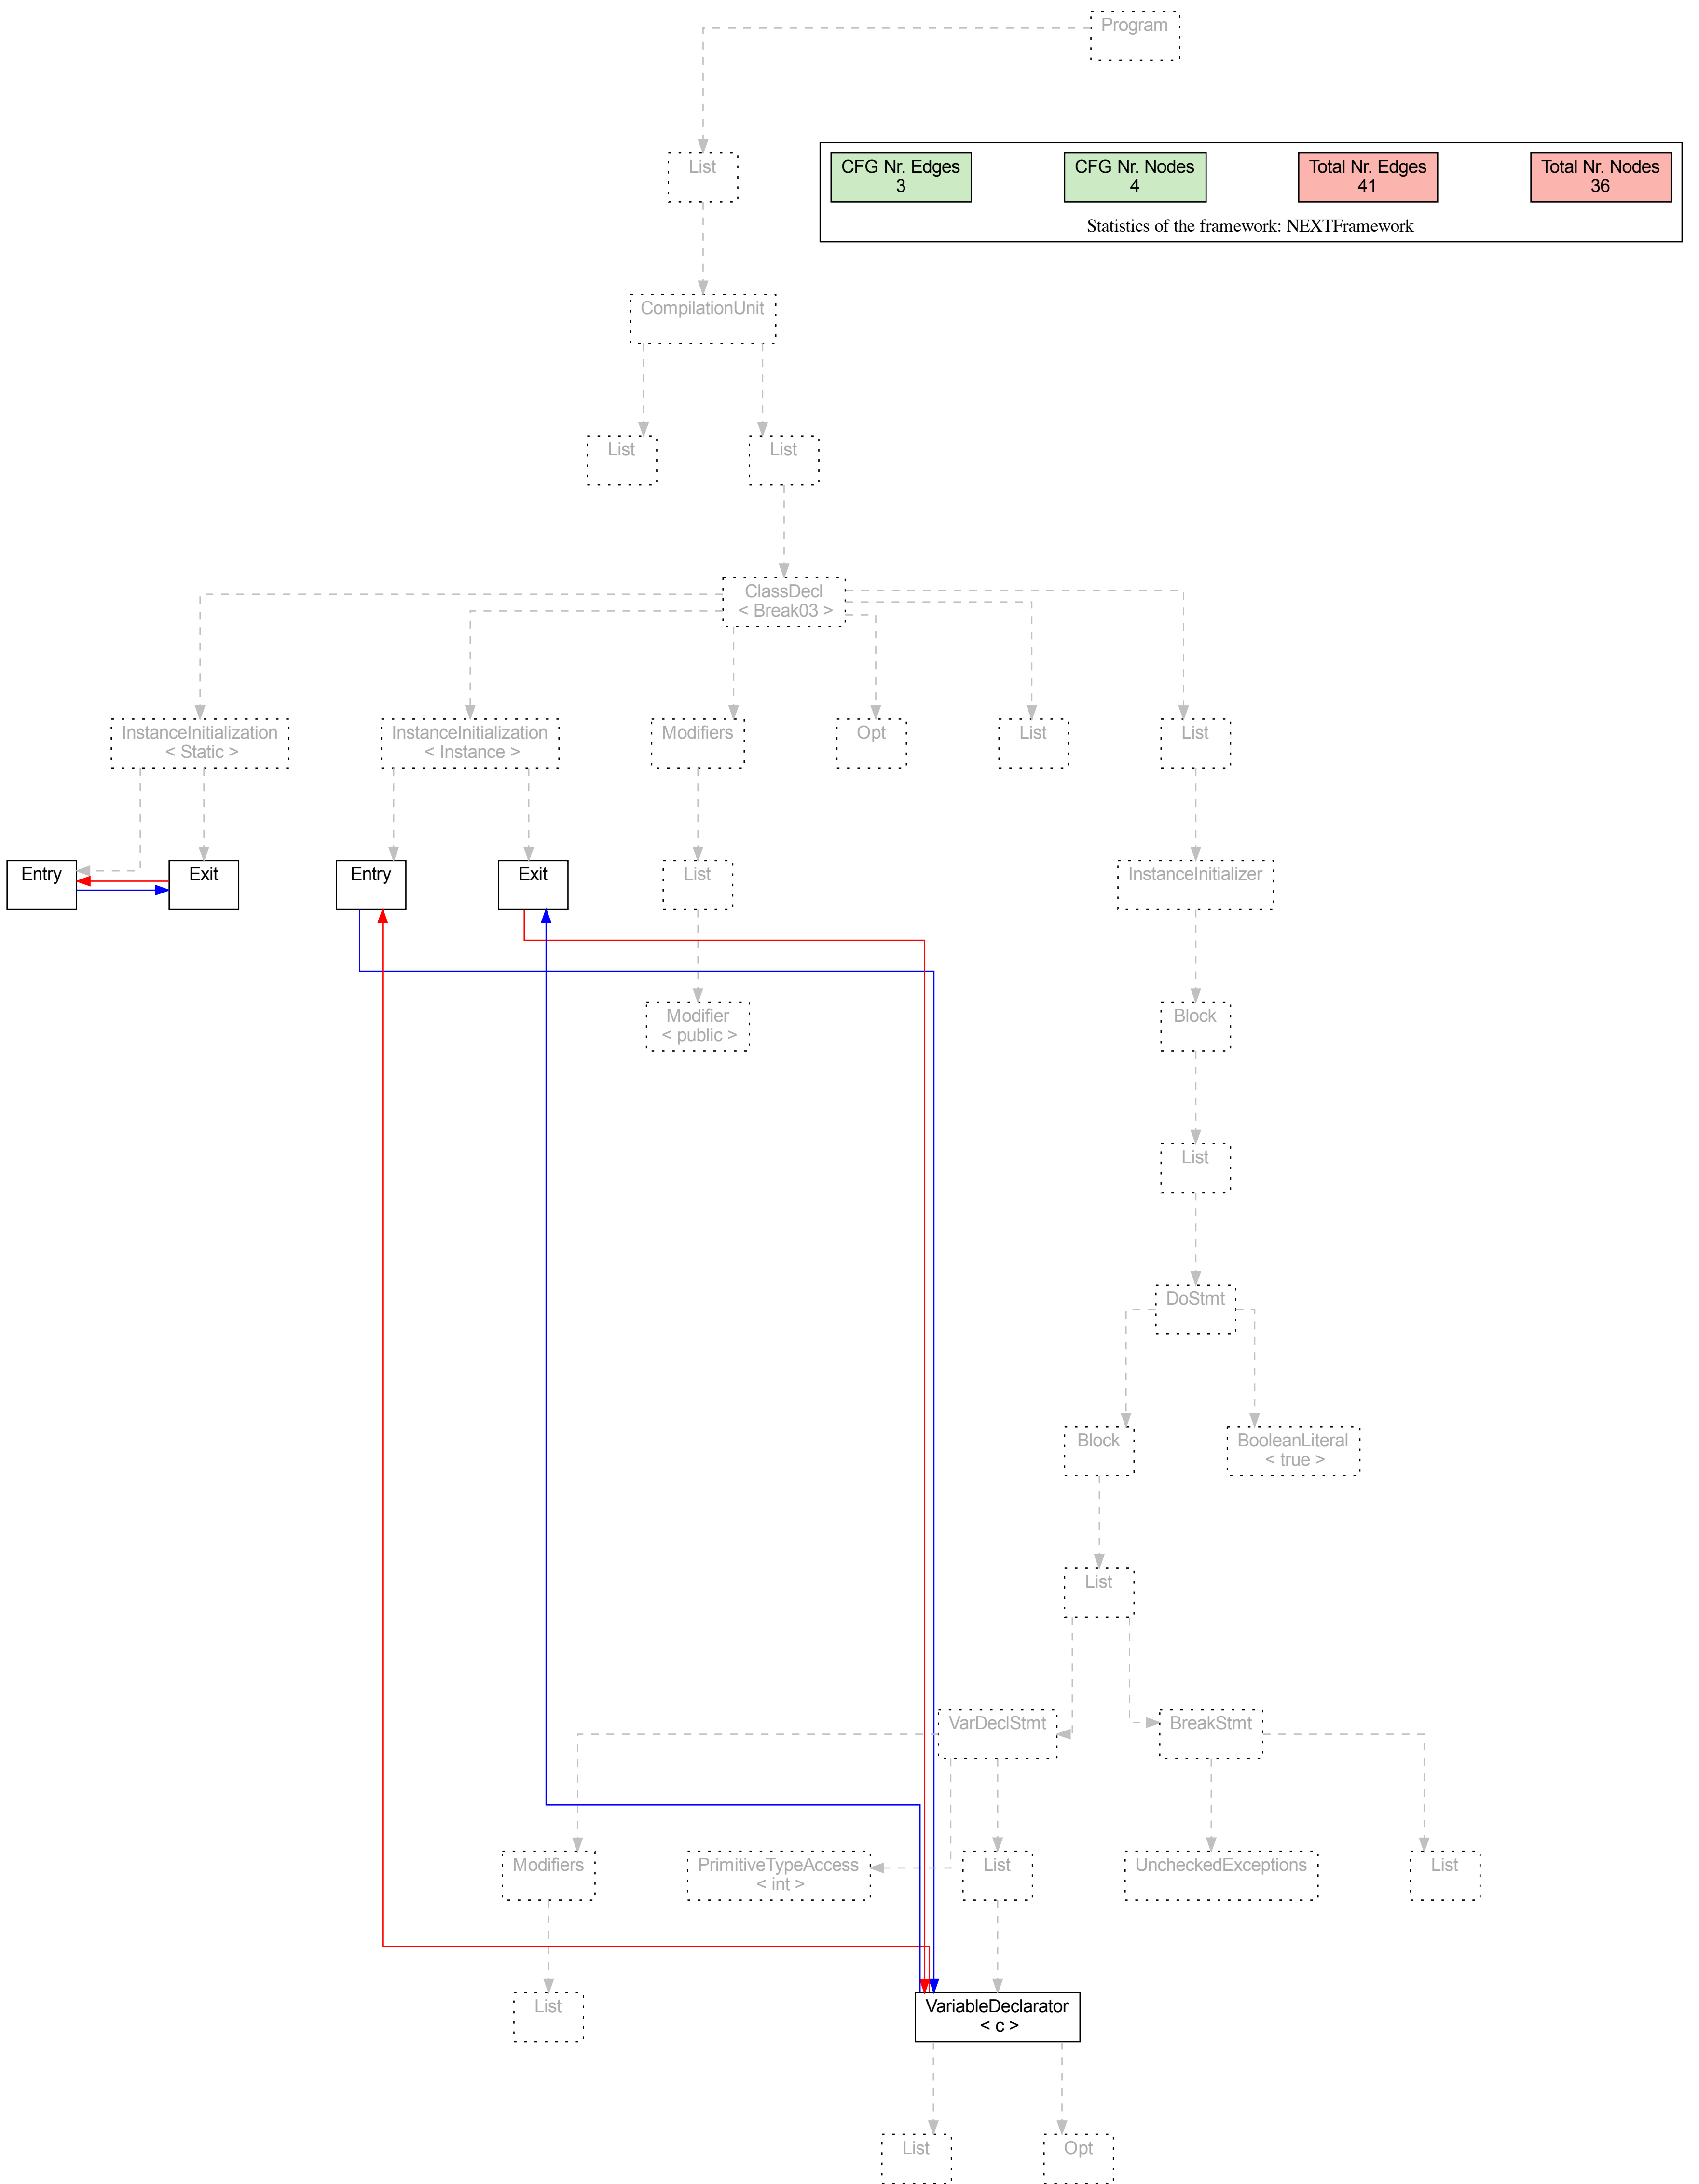 Program
List
CFG Nr. Edges
3
CFG Nr. Nodes
4
Total Nr. Edges
41
Total Nr. Nodes
36
Statistics of the framework: NEXTFramework
CompilationUnit
List
List
ClassDecl
< Break03 >
InstanceInitialization
< Static >
InstanceInitialization
< Instance >
Modifiers
Opt
List
List
Entry
Exit
Entry
Exit
List
InstanceInitializer
Modifier
< public >
Block
List
DoStmt
Block
BooleanLiteral
< true >
List
VarDeclStmt
BreakStmt
Modifiers
PrimitiveTypeAccess
< int >
List
UncheckedExceptions
List
List
VariableDeclarator
< c >
List
Opt